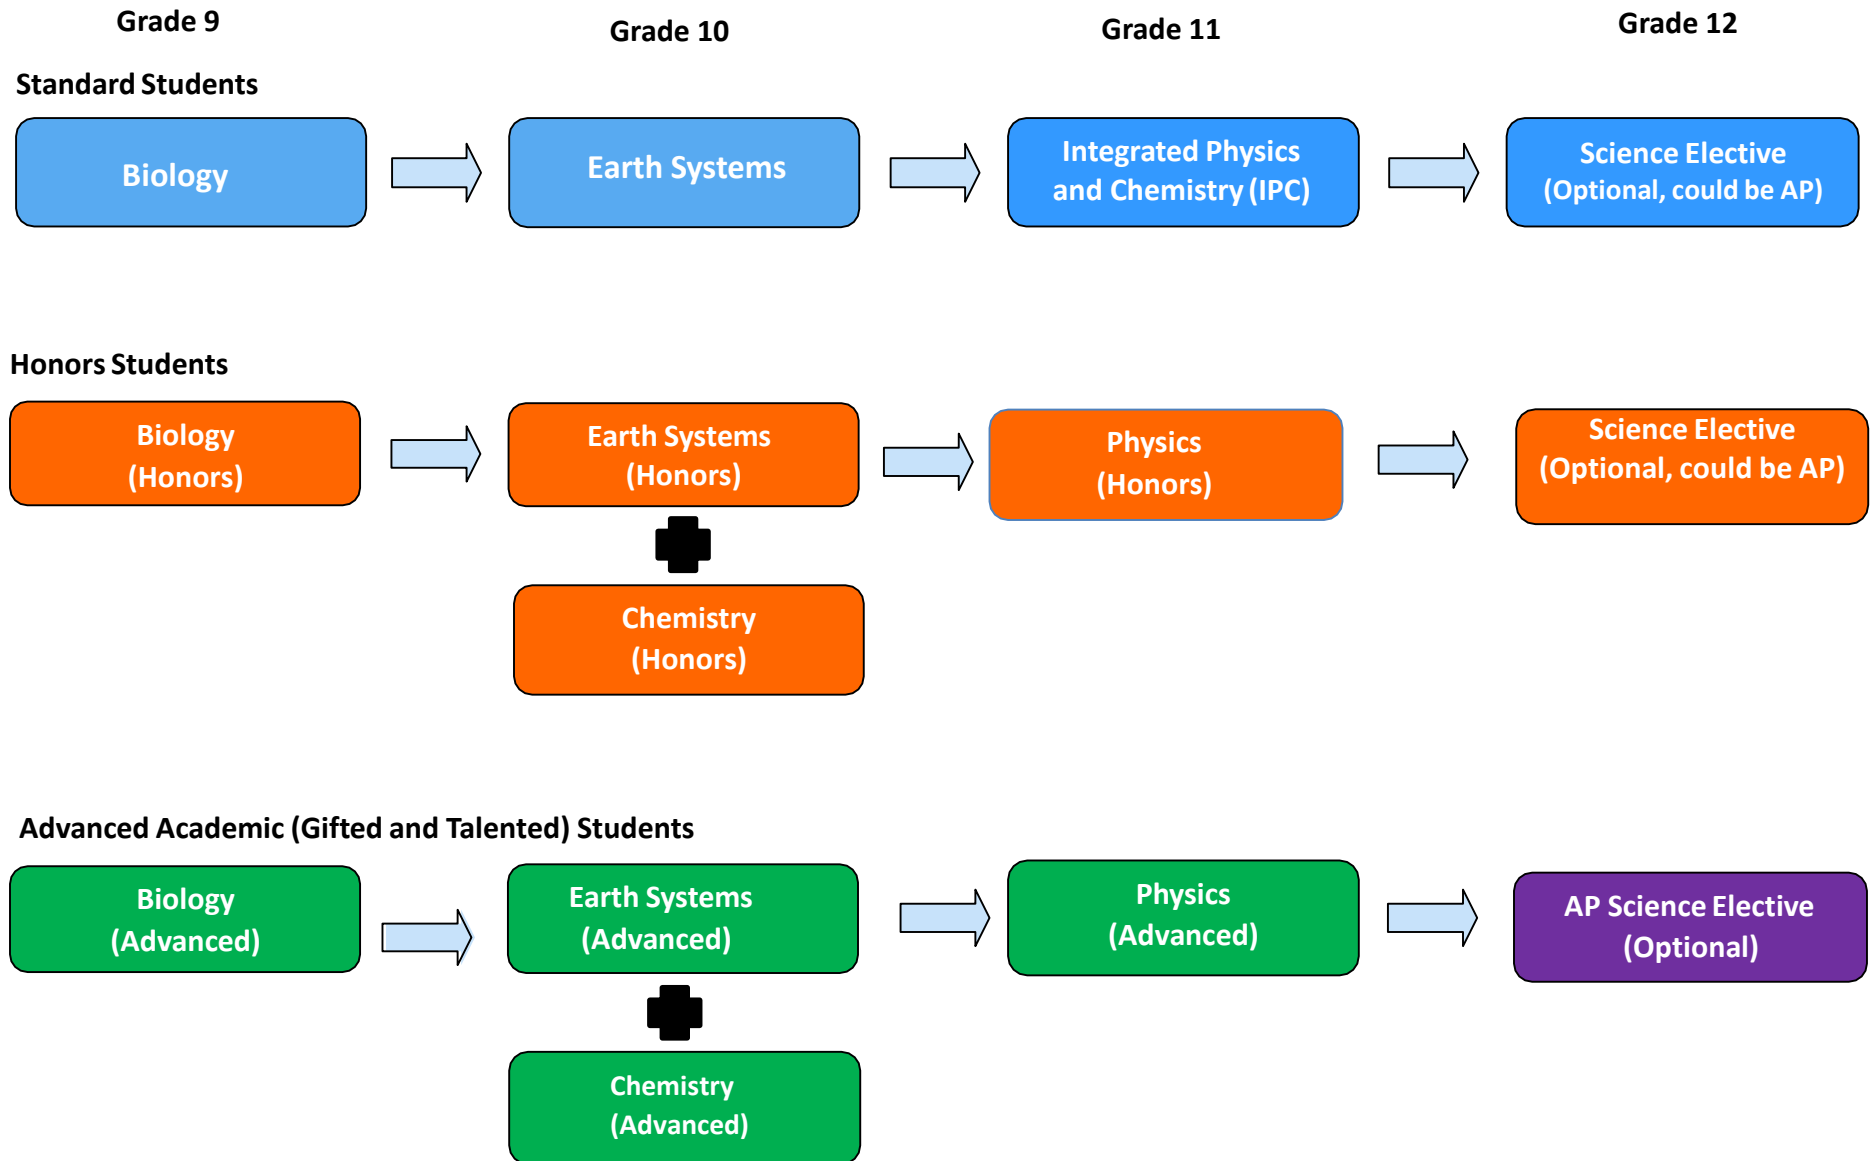 Grade 9
Grade 10
Grade 11
Grade 12
Standard Students
Biology
Earth Systems
Integrated Physics
and Chemistry (IPC)
Science Elective
(Optional, could be AP)
Honors Students
Biology
(Honors)
Earth Systems
(Honors)
Chemistry
(Honors)
Physics
(Honors)
Science Elective
(Optional, could be AP)
Advanced Academic (Gifted and Talented) Students
Biology
(Advanced)
Earth Systems
(Advanced)
Chemistry
(Advanced)
Physics
(Advanced)
AP Science Elective
(Optional)